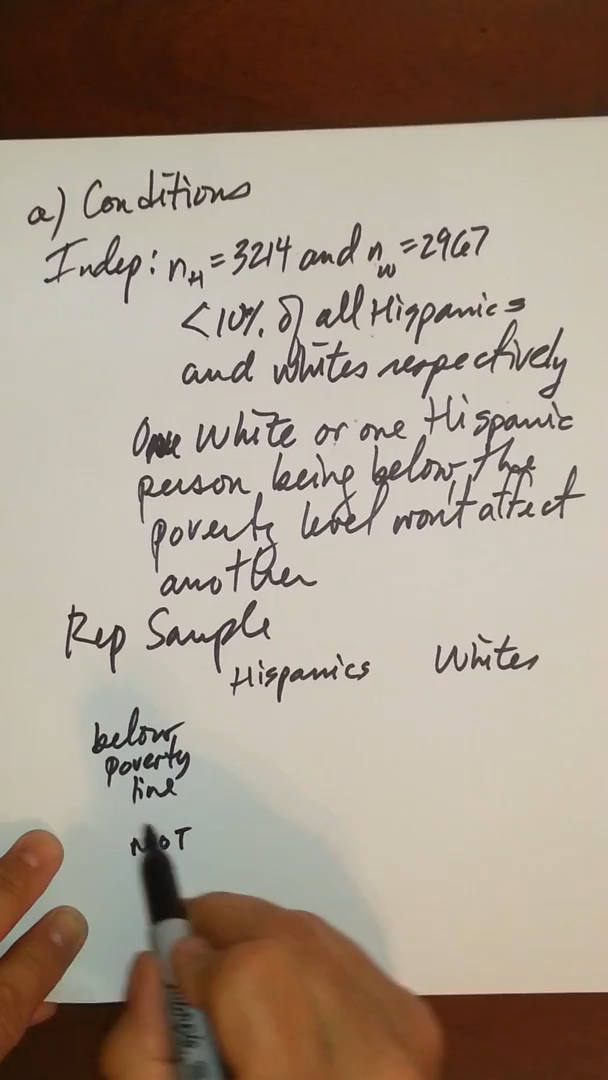 a) Conditions
Indep: nH = 3214 and nW = 2967
< 10% of all Hispanics
and whites respectively
One White or one Hispanic
person being below the
poverty level won't affect
another
Rep Sample
Hispanics Whites
below
poverty
line
NOT